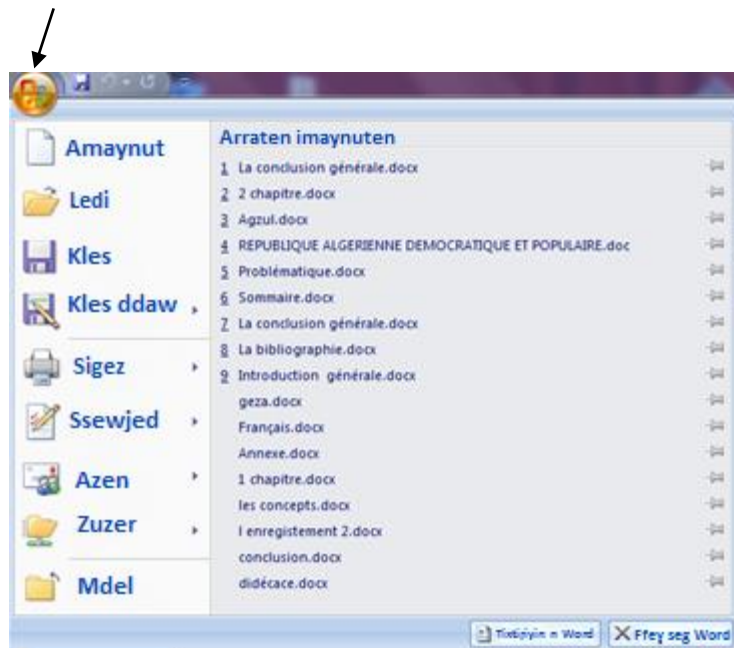 Amaynut
Ledi
Kles
Kles ddaw
Sigez
Ssewjed
Azen
Zuzer
Mdel
Arraten imaynuten
1 La conclusion générale.docx
2 2 chapitre.docx
3 Agzul.docx
4 REPUBLIQUE ALGERIENNE DEMOCRATIQUE ET POPULAIRE.doc
5 Problématique.docx
6 Sommaire.docx
7 La conclusion générale.docx
8 La bibliographie.docx
9 Introduction générale.docx
geza.docx
Français.docx
Annexe.docx
1 chapitre.docx
les concepts.docx
l enregistement 2.docx
conclusion.docx
didécace.docx
n Word
Ffey seg Word